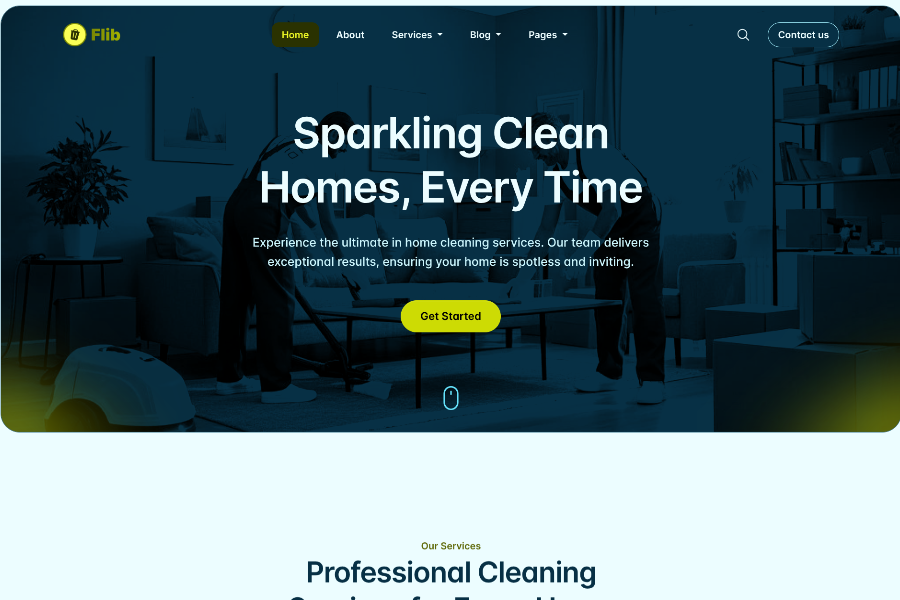 Flib
Home
About
Services
Blog
Pages
Contact us
Sparkling Clean
Homes, Every Time
Experience the ultimate in home cleaning services. Our team delivers
exceptional results, ensuring your home is spotless and inviting.
Get Started
Our Services
Professional Cleaning